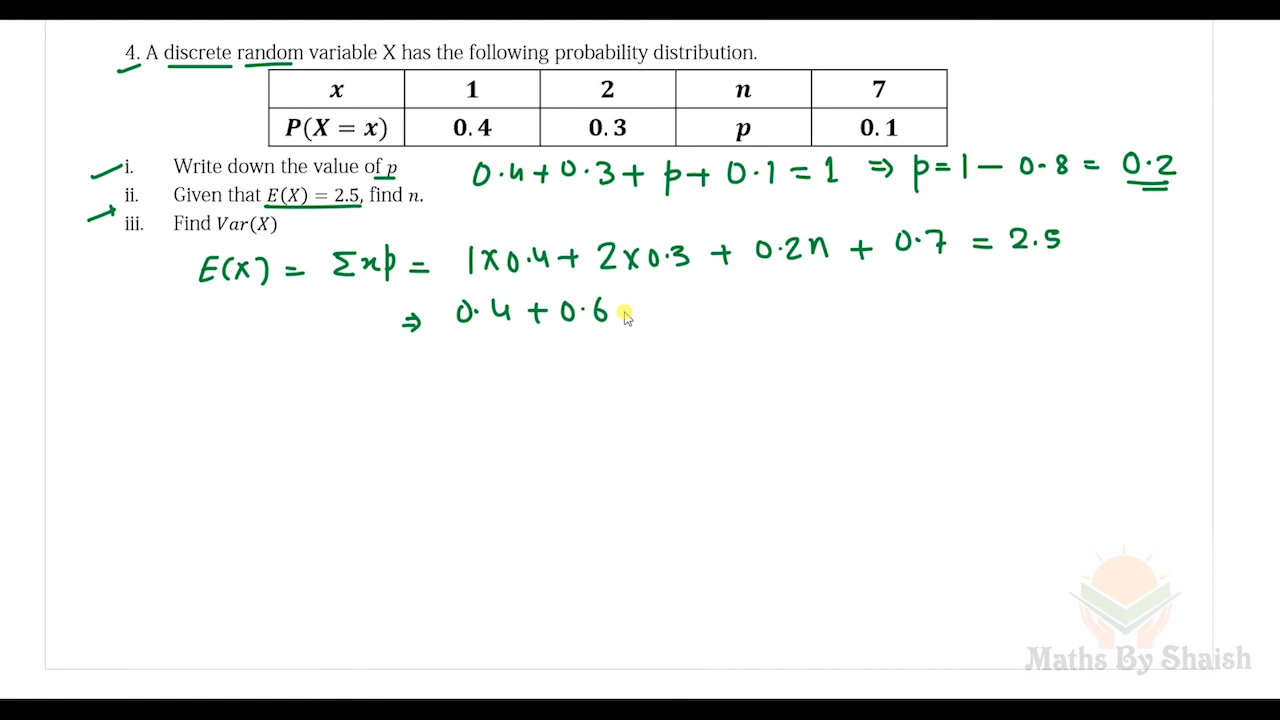 4. A discrete random variable X has the following probability distribution.
x 1 2 n 7
P(X = x) 0.4 0.3 p 0.1
i. Write down the value of p
0.4 + 0.3 + p + 0.1 = 1 ⇒ p = 1 − 0.8 = 0.2
ii. Given that E(X) = 2.5, find n.
iii. Find Var(X)
E(X) = Σxp = 1×0.4 + 2×0.3 + 0.2n + 0.7 = 2.5
⇒ 0.4 + 0.6
Maths By Shaish